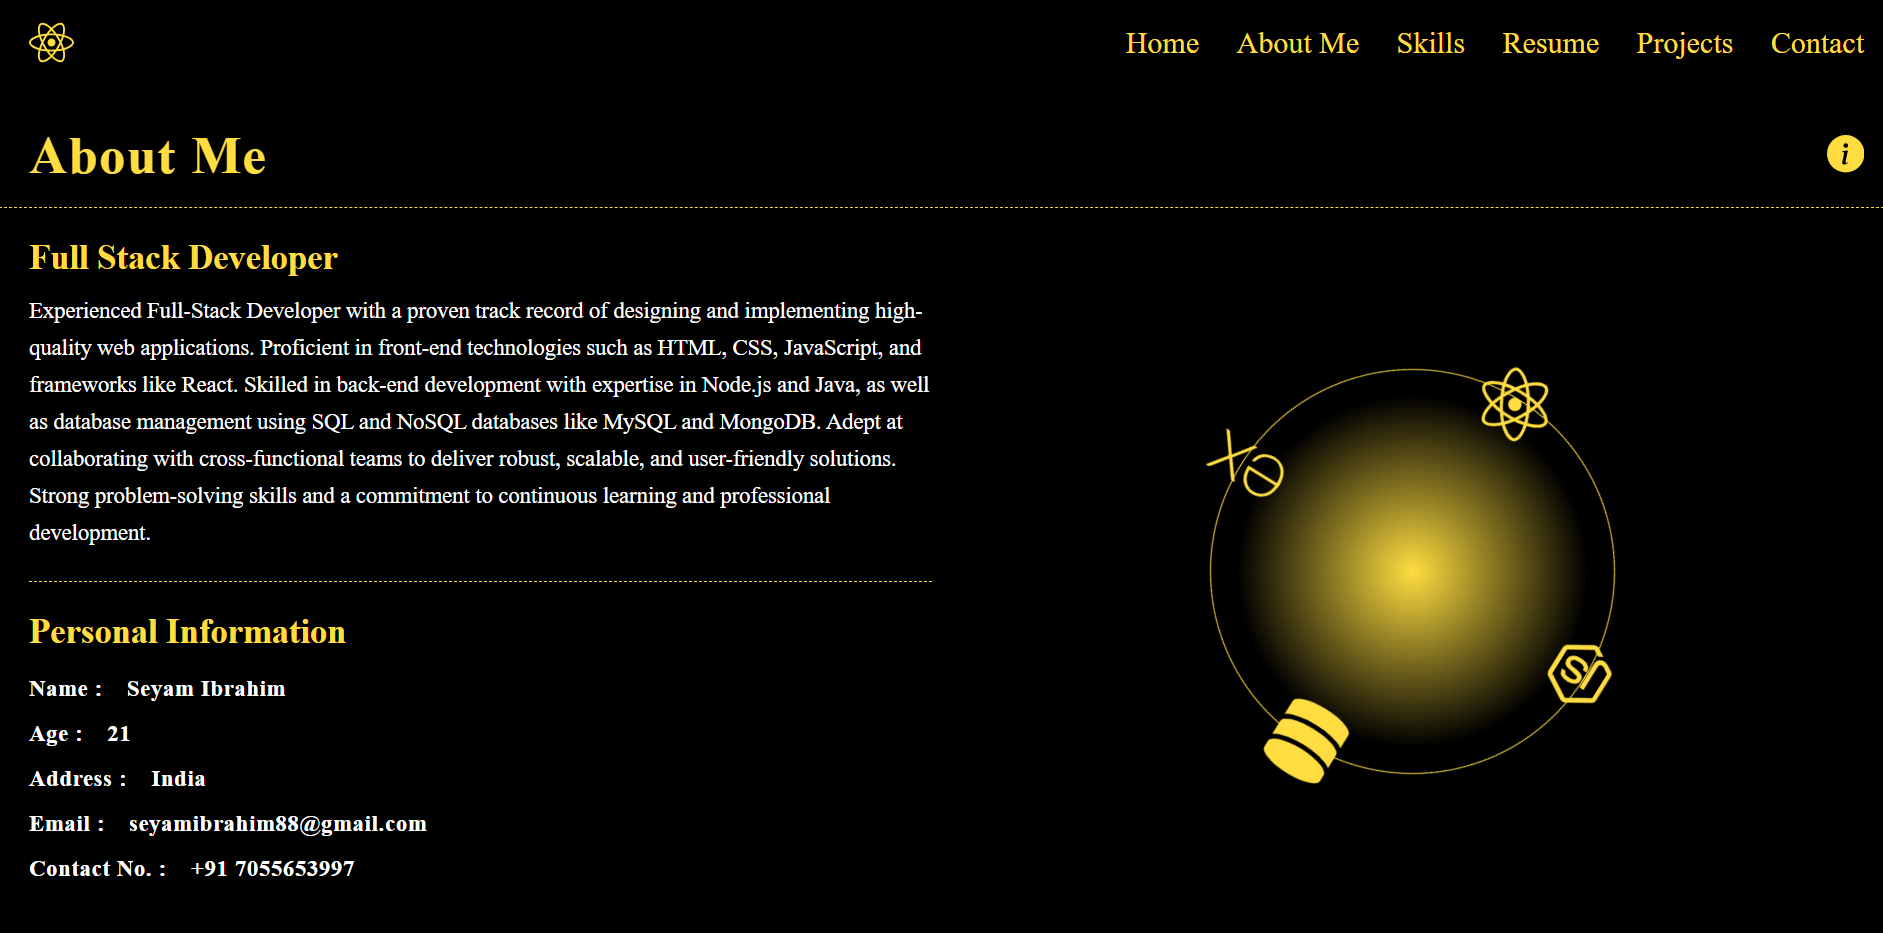 Home About Me Skills Resume Projects Contact
About Me
i
Full Stack Developer
Experienced Full-Stack Developer with a proven track record of designing and implementing high-
quality web applications. Proficient in front-end technologies such as HTML, CSS, JavaScript, and
frameworks like React. Skilled in back-end development with expertise in Node.js and Java, as well
as database management using SQL and NoSQL databases like MySQL and MongoDB. Adept at
collaborating with cross-functional teams to deliver robust, scalable, and user-friendly solutions.
Strong problem-solving skills and a commitment to continuous learning and professional
development.
Personal Information
Name : Seyam Ibrahim
Age : 21
Address : India
Email : seyamibrahim88@gmail.com
Contact No. : +91 7055653997
ex